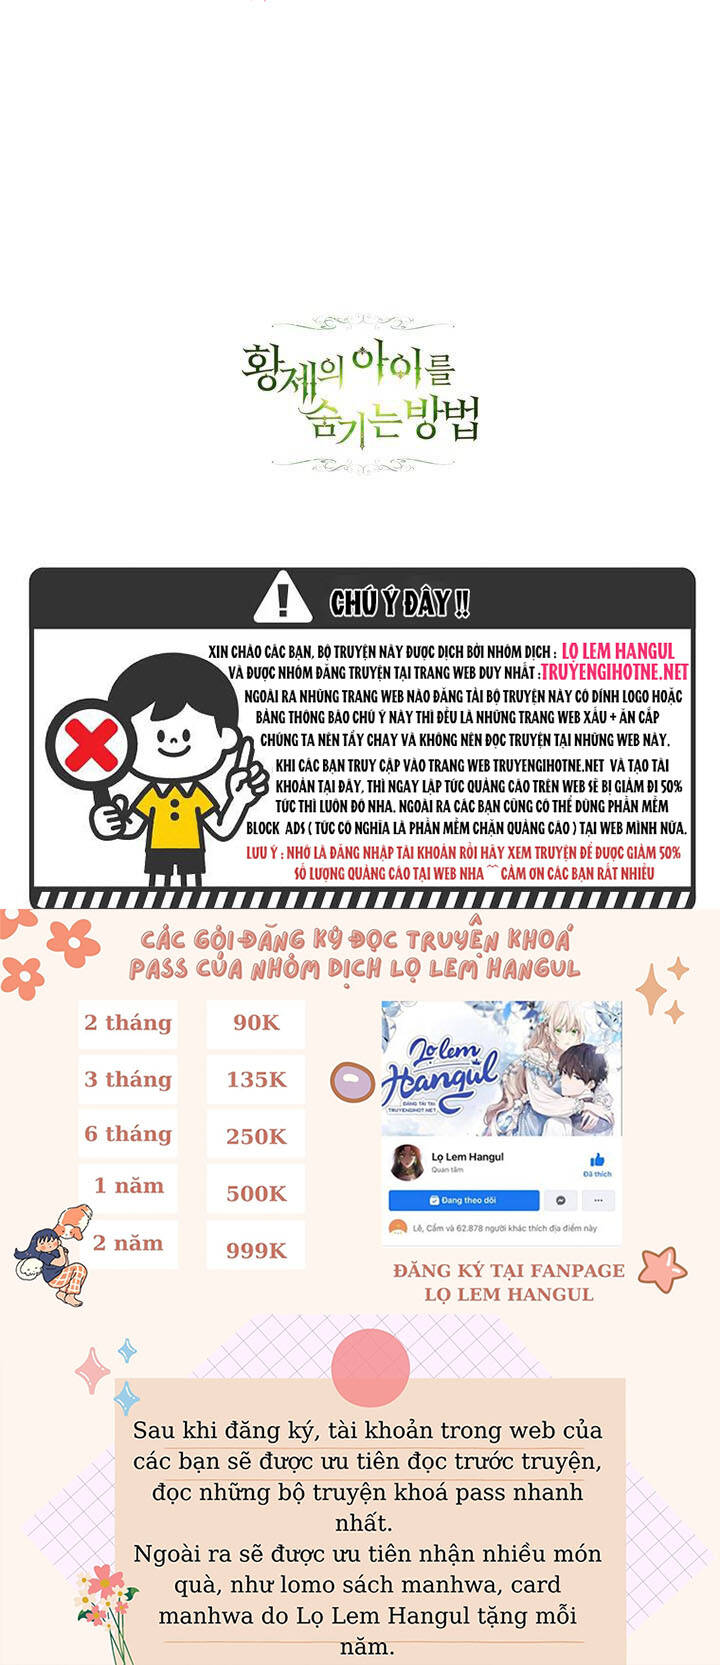 황제의 아이를
숨기는 방법
CHÚ Ý ĐÂY !!
XIN CHÀO CÁC BẠN, BỘ TRUYỆN NÀY ĐƯỢC DỊCH BỞI NHÓM DỊCH : LỌ LEM HANGUL
VÀ ĐƯỢC NHÓM ĐĂNG TRUYỆN TẠI TRANG WEB DUY NHẤT :TRUYENGIHOTNE.NET
NGOÀI RA NHỮNG TRANG WEB NÀO ĐĂNG TẢI BỘ TRUYỆN NÀY CÓ DÍNH LOGO HOẶC
BẢNG THÔNG BÁO CHÚ Ý NÀY THÌ ĐỀU LÀ NHỮNG TRANG WEB XẤU + ĂN CẮP
CHÚNG TA NÊN TẨY CHAY VÀ KHÔNG NÊN ĐỌC TRUYỆN TẠI NHỮNG WEB NÀY.
KHI CÁC BẠN TRUY CẬP VÀO TRANG WEB TRUYENGIHOTNE.NET VÀ TẠO TÀI
KHOẢN TẠI ĐÂY, THÌ NGAY LẬP TỨC QUẢNG CÁO TRÊN WEB SẼ BỊ GIẢM ĐI 50%
TỨC THÌ LUÔN ĐÓ NHA. NGOÀI RA CÁC BẠN CŨNG CÓ THỂ DÙNG PHẦN MỀM
BLOCK ADS ( TỨC CÓ NGHĨA LÀ PHẦN MỀM CHẶN QUẢNG CÁO ) TẠI WEB MÌNH NỮA.
LƯU Ý : NHỚ LÀ ĐĂNG NHẬP TÀI KHOẢN RỒI HÃY XEM TRUYỆN ĐỂ ĐƯỢC GIẢM 50%
SỐ LƯỢNG QUẢNG CÁO TẠI WEB NHA ^^ CẢM ƠN CÁC BẠN RẤT NHIỀU
CÁC GÓI ĐĂNG KÝ ĐỌC TRUYỆN KHOÁ
PASS CỦA NHÓM DỊCH LỌ LEM HANGUL
2 tháng 90K
3 tháng 135K
6 tháng 250K
1 năm 500K
2 năm 999K
Lọ lem
Hangul
ĐĂNG TẢI TẠI
TRUYENGIHOT.NET
Lọ Lem Hangul
Quan tâm
Đã thích
Đang theo dõi
Lê, Cẩm và 62.878 người khác thích địa điểm này
ĐĂNG KÝ TẠI FANPAGE
LỌ LEM HANGUL
Sau khi đăng ký, tài khoản trong web của
các bạn sẽ được ưu tiên đọc trước truyện,
đọc những bộ truyện khoá pass nhanh
nhất.
Ngoài ra sẽ được ưu tiên nhận nhiều món
quà, như lomo sách manhwa, card
manhwa do Lọ Lem Hangul tặng mỗi
năm.